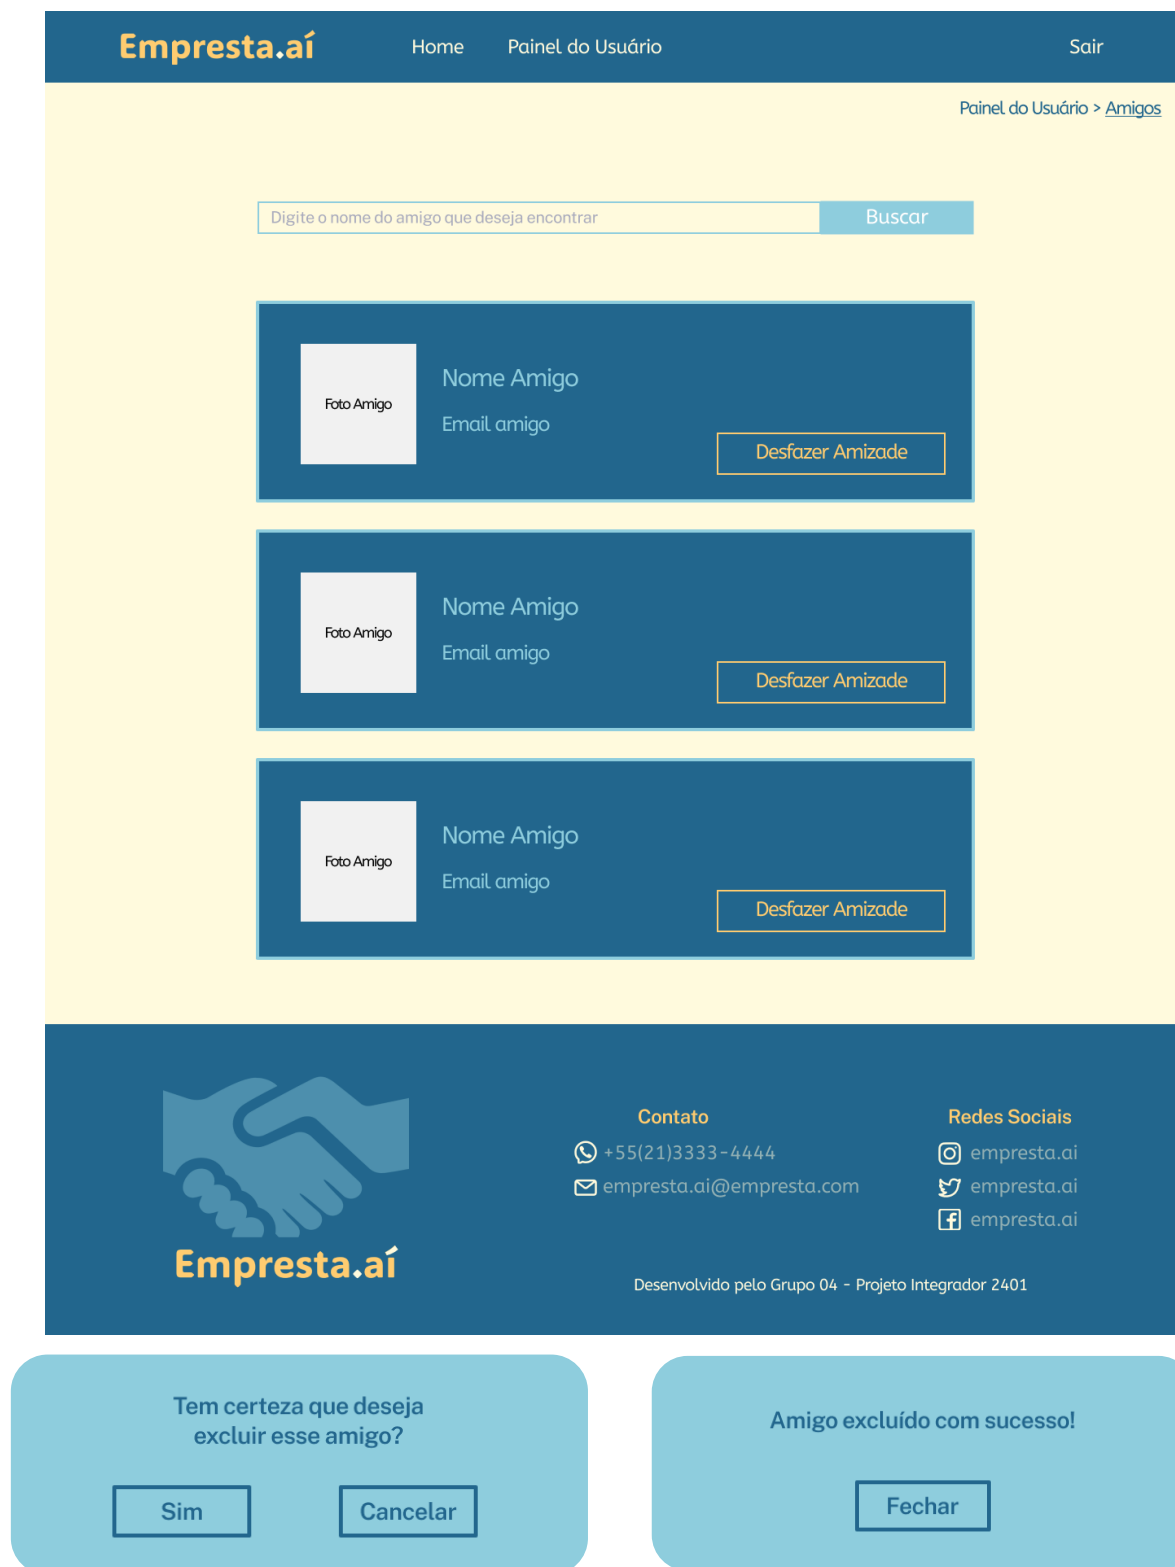 Empresta.aí
Home
Painel do Usuário
Sair
Painel do Usuário > Amigos
Digite o nome do amigo que deseja encontrar
Buscar
Foto Amigo
Nome Amigo
Email amigo
Desfazer Amizade
Foto Amigo
Nome Amigo
Email amigo
Desfazer Amizade
Foto Amigo
Nome Amigo
Email amigo
Desfazer Amizade
Empresta.aí
Contato
+55(21)3333-4444
empresta.ai@empresta.com
Redes Sociais
empresta.ai
empresta.ai
empresta.ai
Desenvolvido pelo Grupo 04 - Projeto Integrador 2401
Tem certeza que deseja
excluir esse amigo?
Sim
Cancelar
Amigo excluído com sucesso!
Fechar